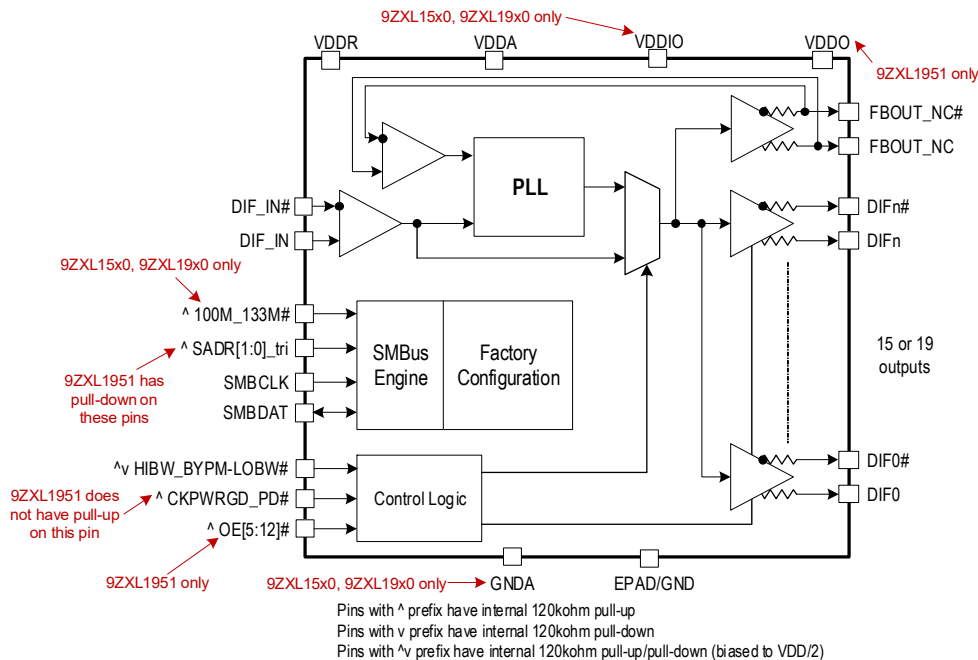 9ZXL15x0, 9ZXL19x0 only
VDDR
VDDA
VDDIO
VDDO
9ZXL1951 only
FBOUT_NC#
FBOUT_NC
PLL
DIF_IN#
DIF_IN
DIFn#
DIFn
9ZXL15x0, 9ZXL19x0 only
^ 100M_133M#
^ SADR[1:0]_tri
SMBCLK
SMBDAT
9ZXL1951 has
pull-down on
these pins
SMBus
Engine
Factory
Configuration
15 or 19
outputs
^v HIBW_BYPM-LOBW#
^ CKPWRGD_PD#
^ OE[5:12]#
9ZXL1951 does
not have pull-up
on this pin
9ZXL1951 only
Control Logic
DIF0#
DIF0
9ZXL15x0, 9ZXL19x0 only
GNDA
EPAD/GND
Pins with ^ prefix have internal 120kohm pull-up
Pins with v prefix have internal 120kohm pull-down
Pins with ^v prefix have internal 120kohm pull-up/pull-down (biased to VDD/2)